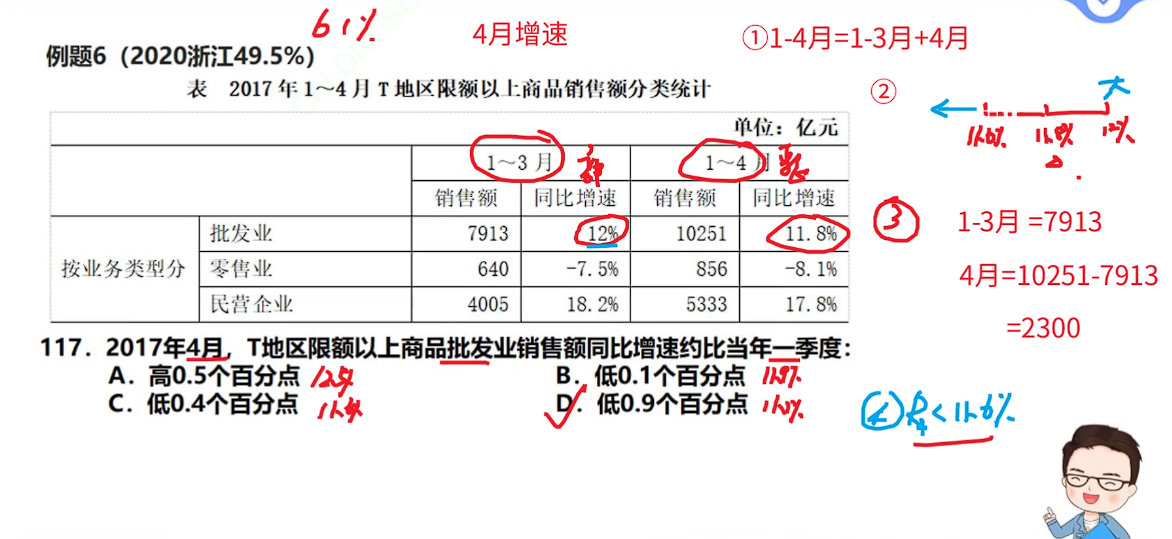 61%
4月增速
①1-4月=1-3月+4月
例题6（2020浙江49.5%）
表 2017年1～4月T地区限额以上商品销售额分类统计
②
大
11.6% 11.8% 12%
单位：亿元
1～3月 1～4月
销售额 同比增速 销售额 同比增速
按业务类型分
批发业 7913 12% 10251 11.8%
零售业 640 -7.5% 856 -8.1%
民营企业 4005 18.2% 5333 17.8%
③ 1-3月 =7913
4月=10251-7913
=2300
117．2017年4月，T地区限额以上商品批发业销售额同比增速约比当年一季度：
A．高0.5个百分点 12.5%
B．低0.1个百分点 11.9%
C．低0.4个百分点 11.6%
D．低0.9个百分点 11.1%
④ <11.6%